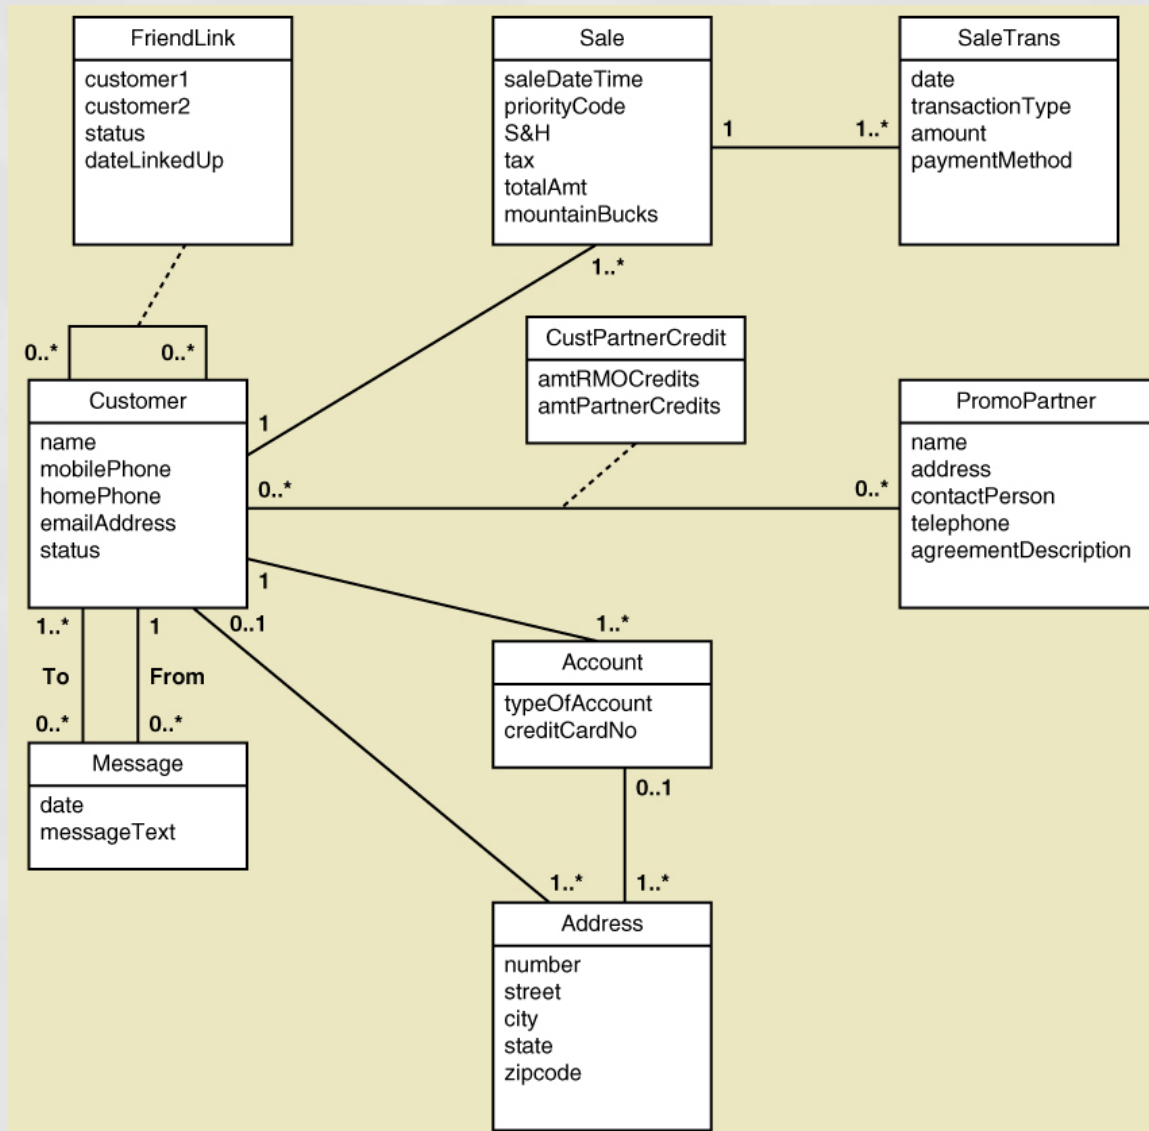 FriendLink
customer1
customer2
status
dateLinkedUp
Sale
saleDateTime
priorityCode
S&H
tax
totalAmt
mountainBucks
SaleTrans
date
transactionType
amount
paymentMethod
1
1..*
1..*
0..*
0..*
CustPartnerCredit
amtRMOCredits
amtPartnerCredits
Customer
name
mobilePhone
homePhone
emailAddress
status
1
0..*
0..*
PromoPartner
name
address
contactPerson
telephone
agreementDescription
1
0..1
1..*
1..*
1
To
From
0..*
0..*
Account
typeOfAccount
creditCardNo
Message
date
messageText
0..1
1..*
1..*
Address
number
street
city
state
zipcode